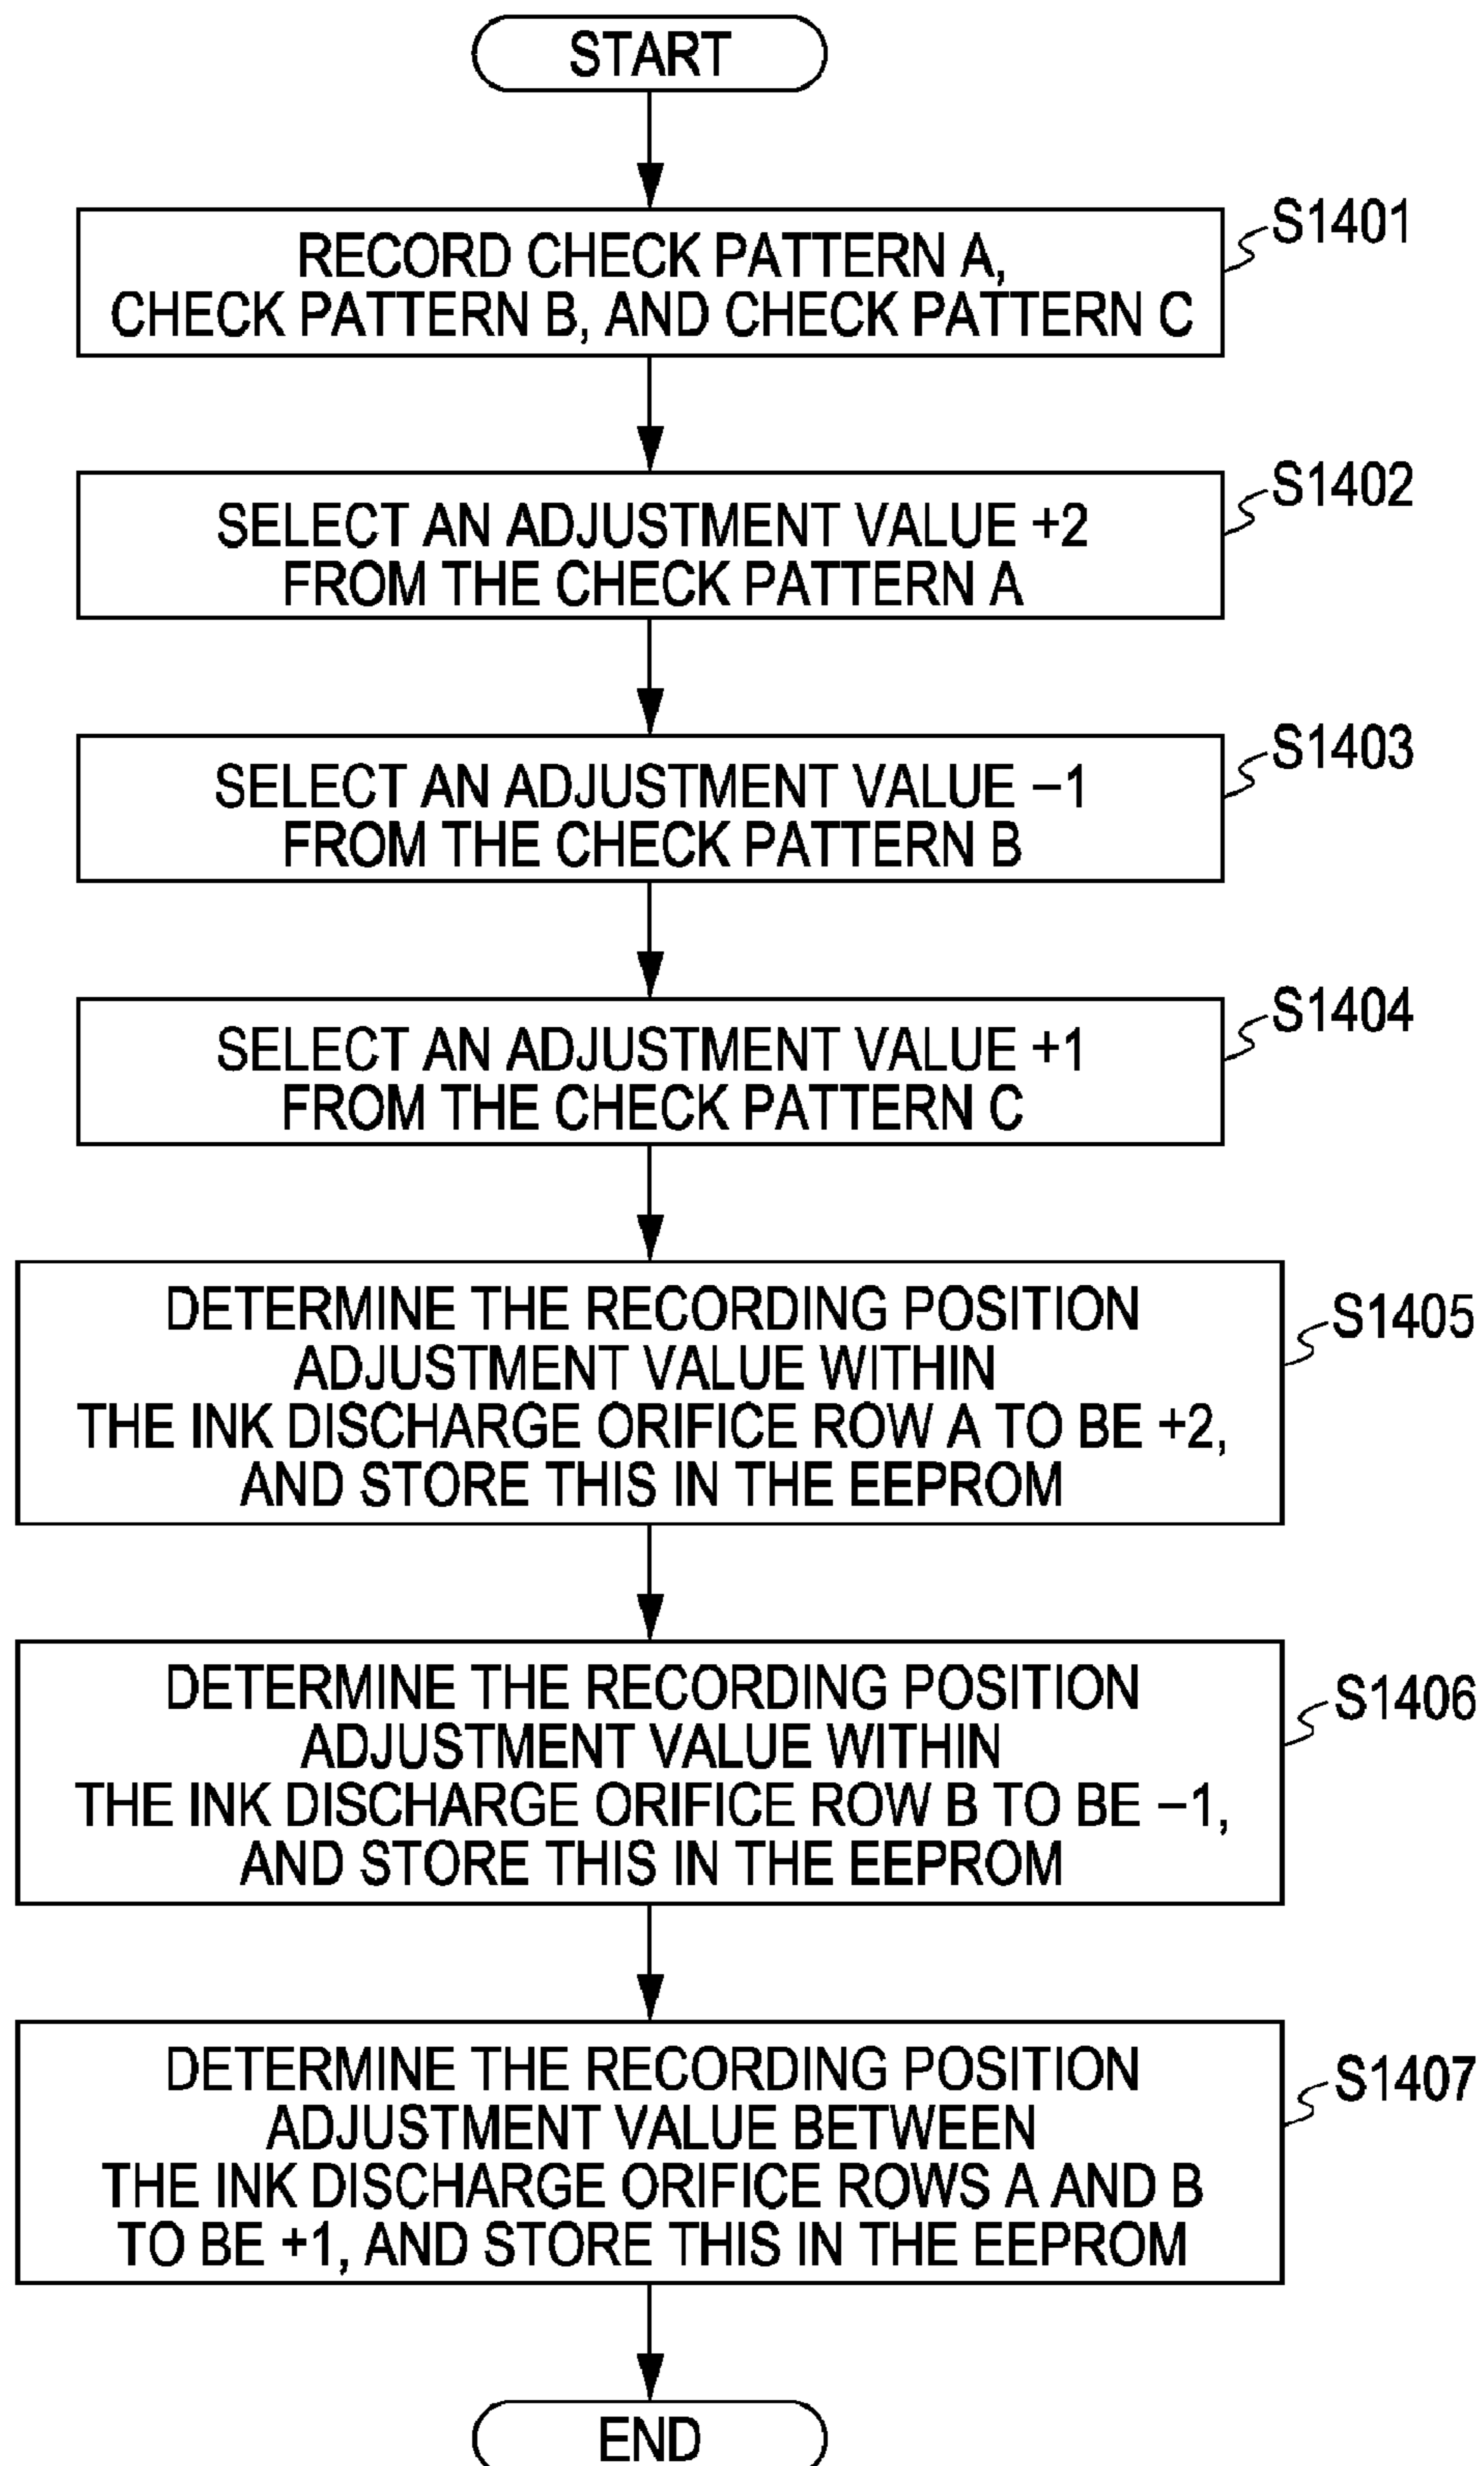 START
S1401
RECORD CHECK PATTERN A,
CHECK PATTERN B, AND CHECK PATTERN C
S1402
SELECT AN ADJUSTMENT VALUE +2
FROM THE CHECK PATTERN A
S1403
SELECT AN ADJUSTMENT VALUE –1
FROM THE CHECK PATTERN B
S1404
SELECT AN ADJUSTMENT VALUE +1
FROM THE CHECK PATTERN C
S1405
DETERMINE THE RECORDING POSITION
ADJUSTMENT VALUE WITHIN
THE INK DISCHARGE ORIFICE ROW A TO BE +2,
AND STORE THIS IN THE EEPROM
S1406
DETERMINE THE RECORDING POSITION
ADJUSTMENT VALUE WITHIN
THE INK DISCHARGE ORIFICE ROW B TO BE –1,
AND STORE THIS IN THE EEPROM
S1407
DETERMINE THE RECORDING POSITION
ADJUSTMENT VALUE BETWEEN
THE INK DISCHARGE ORIFICE ROWS A AND B
TO BE +1, AND STORE THIS IN THE EEPROM
END